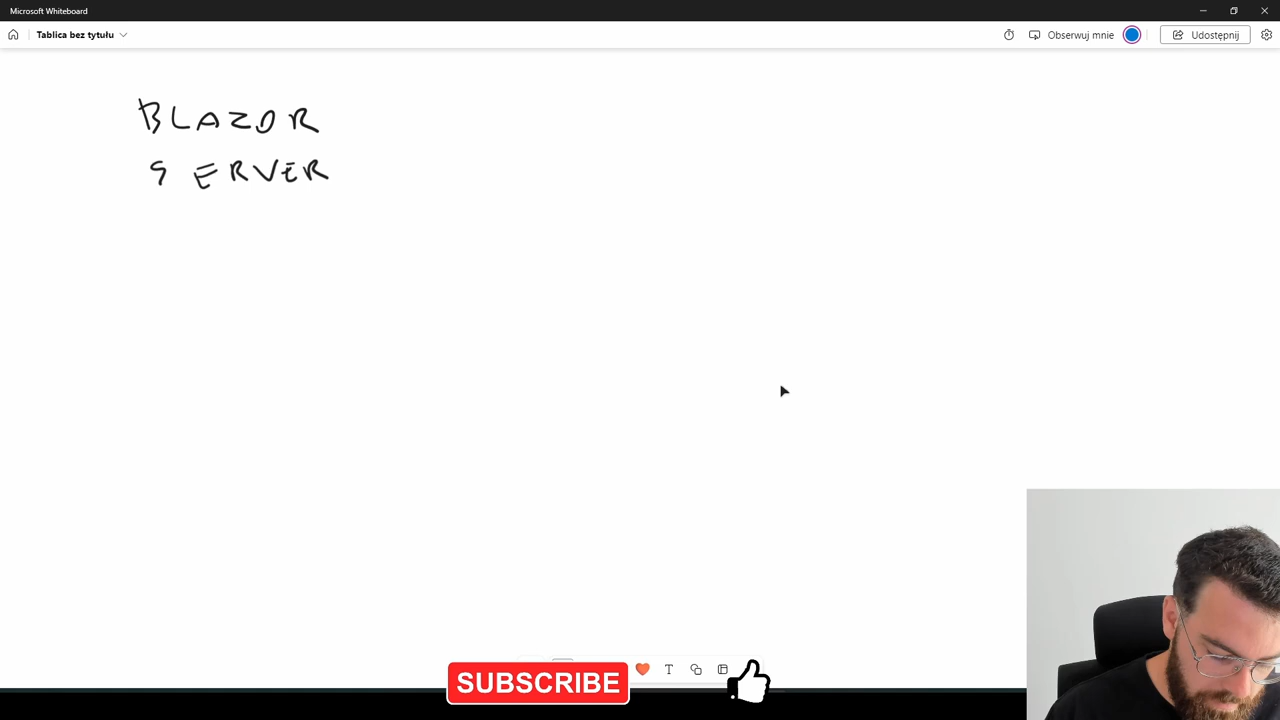 Microsoft Whiteboard
Tablica bez tytułu
Obserwuj mnie
Udostępnij
BLAZOR
SERVER
T
SUBSCRIBE